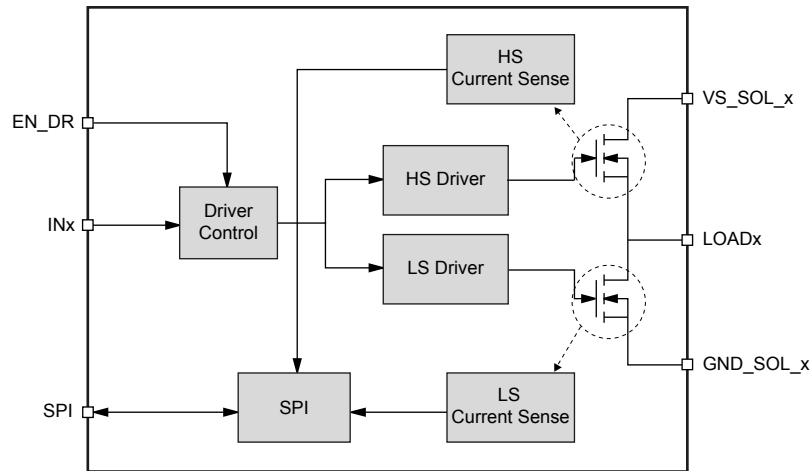 HS
Current Sense
VS_SOL_x
EN_DR
HS Driver
Driver
Control
INx
LOADx
LS Driver
GND_SOL_x
SPI
SPI
LS
Current Sense